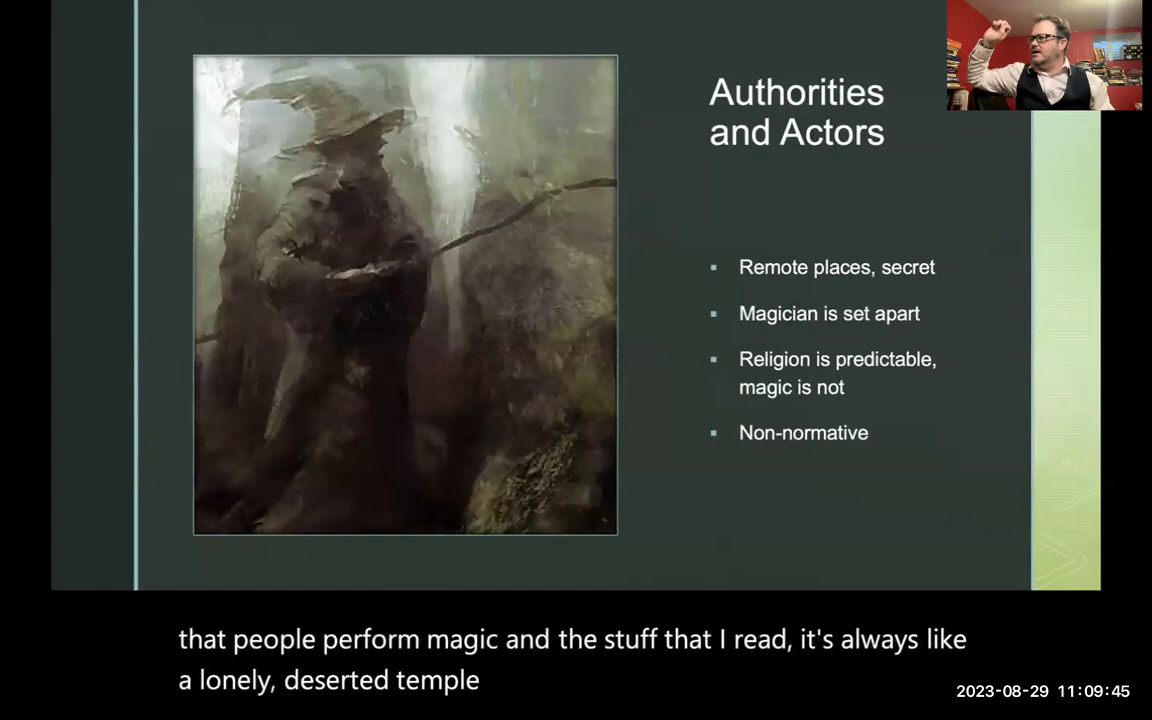 Authorities
and Actors
Remote places, secret
Magician is set apart
Religion is predictable,
magic is not
Non-normative
that people perform magic and the stuff that I read, it's always like
a lonely, deserted temple
2023-08-29 11:09:45